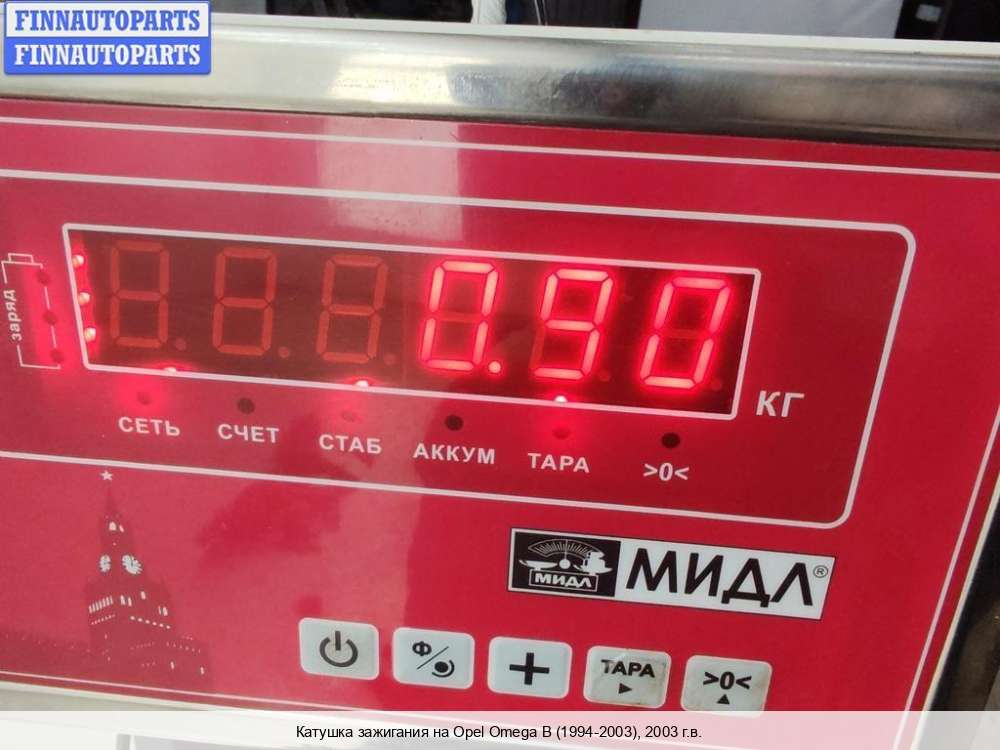 FINNAUTOPARTS
FINNAUTOPARTS
заряд
0.90
КГ
СЕТЬ СЧЕТ СТАБ АККУМ ТАРА >0<
МИДЛ МИДЛ®
Ф + ТАРА >0<
Катушка зажигания на Opel Omega B (1994-2003), 2003 г.в.